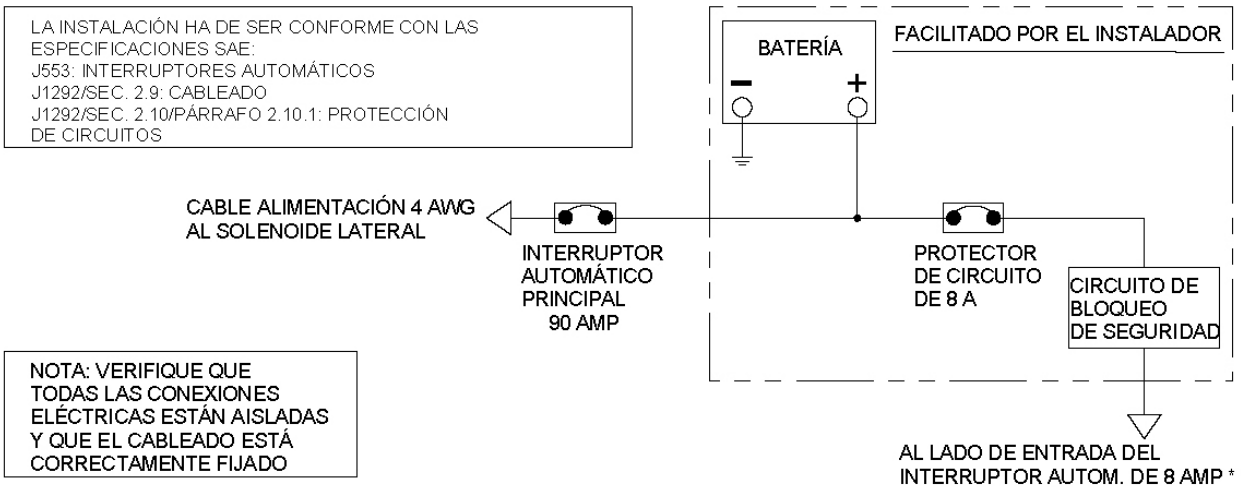 LA INSTALACIÓN HA DE SER CONFORME CON LAS
ESPECIFICACIONES SAE:
J553: INTERRUPTORES AUTOMÁTICOS
J1292/SEC. 2.9: CABLEADO
J1292/SEC. 2.10/PÁRRAFO 2.10.1: PROTECCIÓN
DE CIRCUITOS
BATERÍA
- +
FACILITADO POR EL INSTALADOR
CABLE ALIMENTACIÓN 4 AWG
AL SOLENOIDE LATERAL
INTERRUPTOR
AUTOMÁTICO
PRINCIPAL
90 AMP
PROTECTOR
DE CIRCUITO
DE 8 A
CIRCUITO DE
BLOQUEO
DE SEGURIDAD
NOTA: VERIFIQUE QUE
TODAS LAS CONEXIONES
ELÉCTRICAS ESTÁN AISLADAS
Y QUE EL CABLEADO ESTÁ
CORRECTAMENTE FIJADO
AL LADO DE ENTRADA DEL
INTERRUPTOR AUTOM. DE 8 AMP *